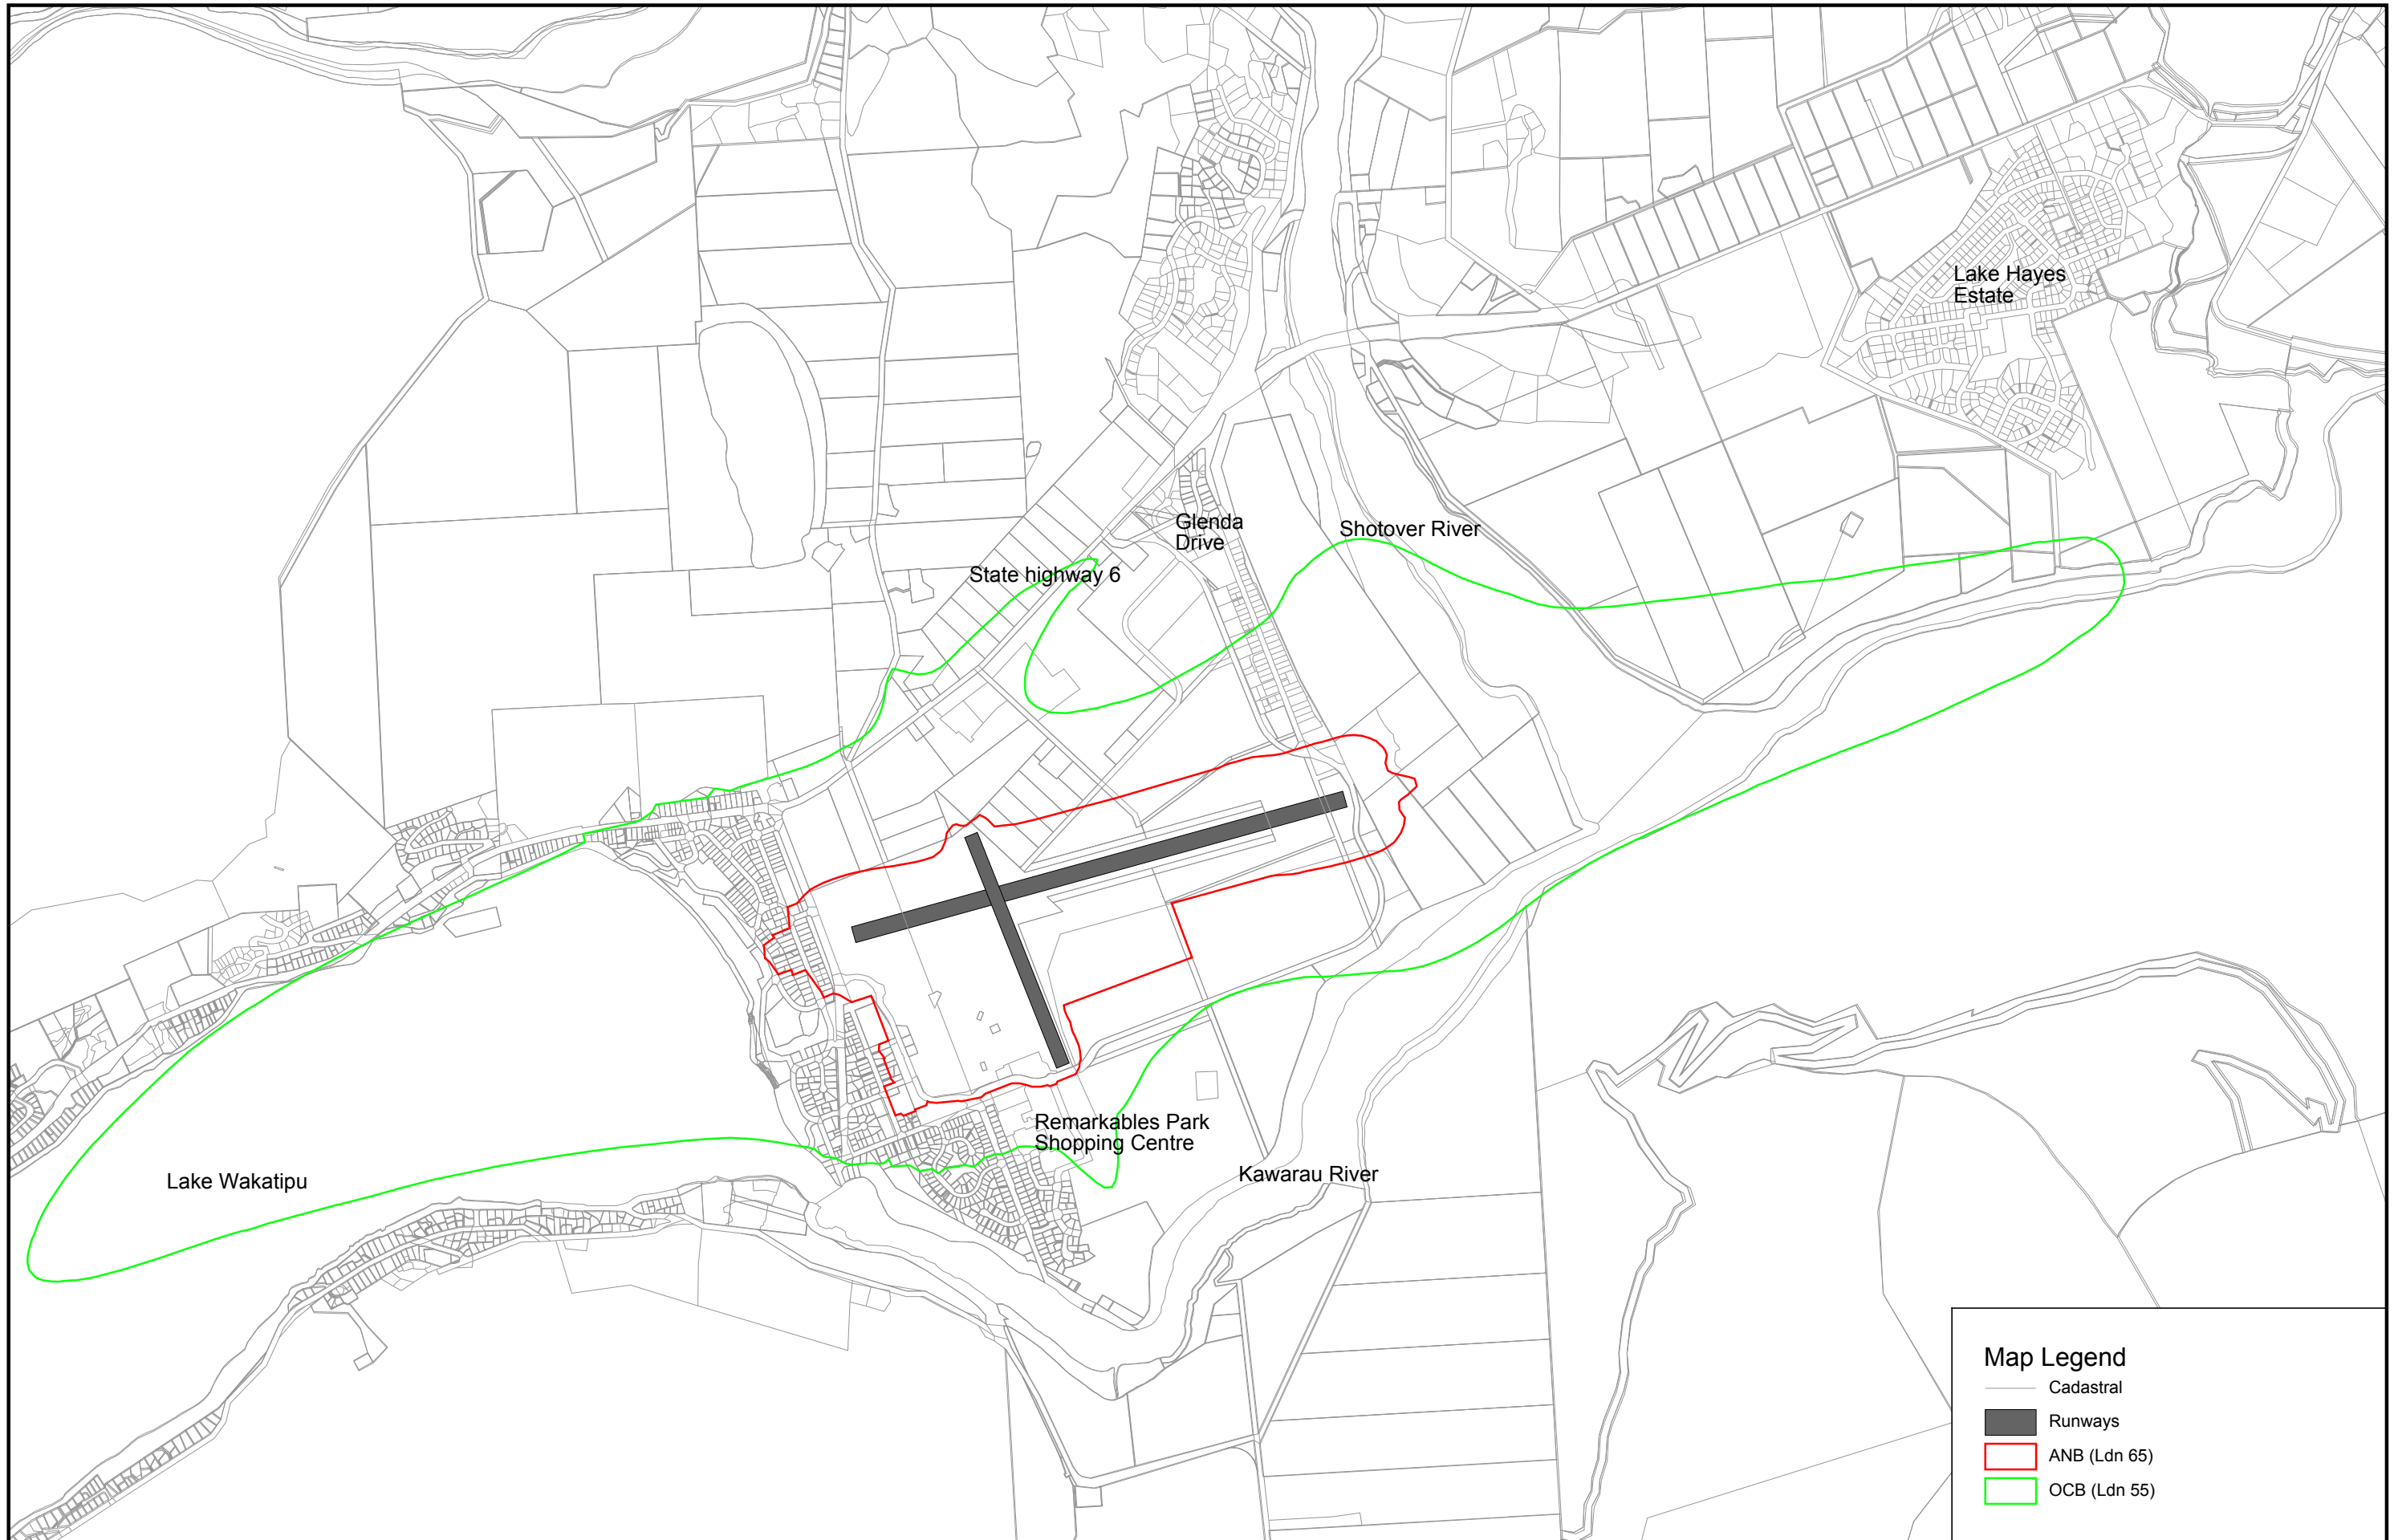 Lake Hayes
Estate
Glenda
Drive
Shotover River
State highway 6
Remarkables Park
Shopping Centre
Kawarau River
Lake Wakatipu
Map Legend
Cadastral
Runways
ANB (Ldn 65)
OCB (Ldn 55)